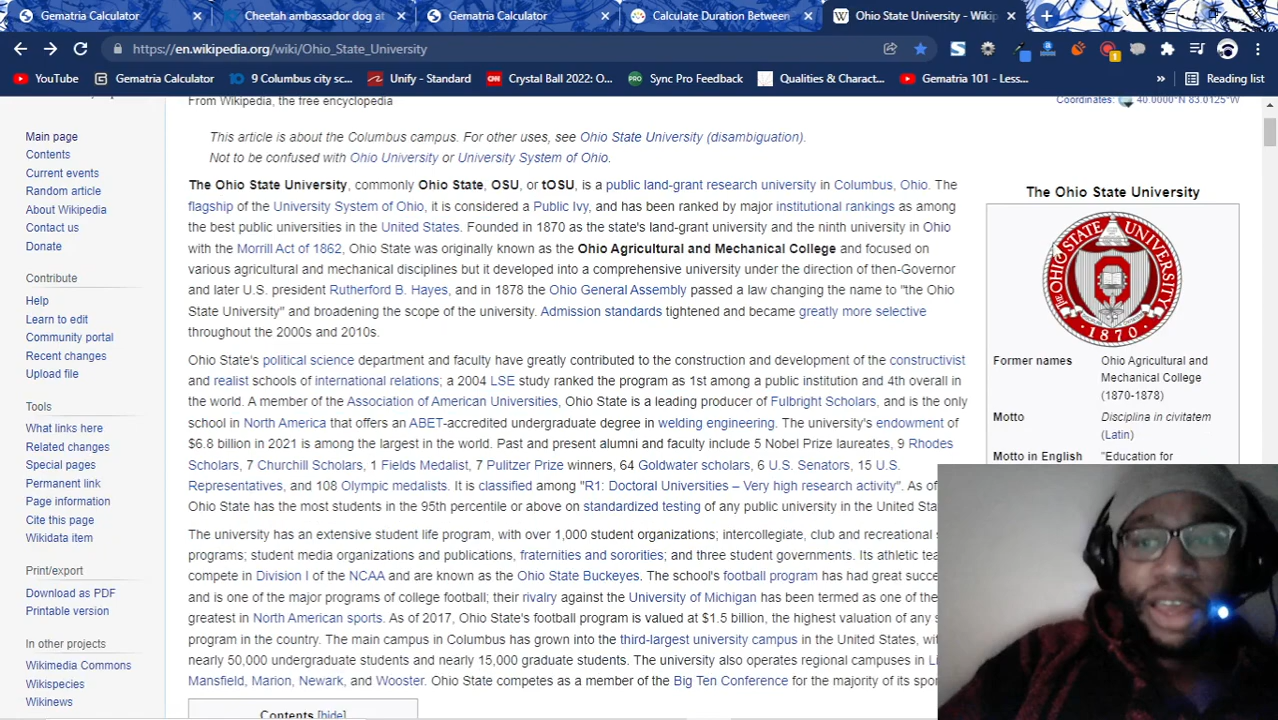 Gematria Calculator
Cheetah ambassador dog at
Gematria Calculator
Calculate Duration Between
Ohio State University - Wikip
https://en.wikipedia.org/wiki/Ohio_State_University
YouTube
Gematria Calculator
9 Columbus city sc...
Unify - Standard
Crystal Ball 2022: O...
Sync Pro Feedback
Qualities & Charact...
Gematria 101 - Less...
»
Reading list
From Wikipedia, the free encyclopedia
Coordinates: 40.0000°N 83.0125°W
Main page
Contents
Current events
Random article
About Wikipedia
Contact us
Donate
Contribute
Help
Learn to edit
Community portal
Recent changes
Upload file
Tools
What links here
Related changes
Special pages
Permanent link
Page information
Cite this page
Wikidata item
Print/export
Download as PDF
Printable version
In other projects
Wikimedia Commons
Wikispecies
Wikinews
This article is about the Columbus campus. For other uses, see Ohio State University (disambiguation).
Not to be confused with Ohio University or University System of Ohio.
The Ohio State University, commonly Ohio State, OSU, or tOSU, is a public land-grant research university in Columbus, Ohio. The
flagship of the University System of Ohio, it is considered a Public Ivy, and has been ranked by major institutional rankings as among
the best public universities in the United States. Founded in 1870 as the state's land-grant university and the ninth university in Ohio
with the Morrill Act of 1862, Ohio State was originally known as the Ohio Agricultural and Mechanical College and focused on
various agricultural and mechanical disciplines but it developed into a comprehensive university under the direction of then-Governor
and later U.S. president Rutherford B. Hayes, and in 1878 the Ohio General Assembly passed a law changing the name to "the Ohio
State University" and broadening the scope of the university. Admission standards tightened and became greatly more selective
throughout the 2000s and 2010s.
Ohio State's political science department and faculty have greatly contributed to the construction and development of the constructivist
and realist schools of international relations; a 2004 LSE study ranked the program as 1st among a public institution and 4th overall in
the world. A member of the Association of American Universities, Ohio State is a leading producer of Fulbright Scholars, and is the only
school in North America that offers an ABET-accredited undergraduate degree in welding engineering. The university's endowment of
$6.8 billion in 2021 is among the largest in the world. Past and present alumni and faculty include 5 Nobel Prize laureates, 9 Rhodes
Scholars, 7 Churchill Scholars, 1 Fields Medalist, 7 Pulitzer Prize winners, 64 Goldwater scholars, 6 U.S. Senators, 15 U.S.
Representatives, and 108 Olympic medalists. It is classified among "R1: Doctoral Universities – Very high research activity". As of
Ohio State has the most students in the 95th percentile or above on standardized testing of any public university in the United Sta
The university has an extensive student life program, with over 1,000 student organizations; intercollegiate, club and recreational s
programs; student media organizations and publications, fraternities and sororities; and three student governments. Its athletic tea
compete in Division I of the NCAA and are known as the Ohio State Buckeyes. The school's football program has had great succe
and is one of the major programs of college football; their rivalry against the University of Michigan has been termed as one of the
greatest in North American sports. As of 2017, Ohio State's football program is valued at $1.5 billion, the highest valuation of any s
program in the country. The main campus in Columbus has grown into the third-largest university campus in the United States, wit
nearly 50,000 undergraduate students and nearly 15,000 graduate students. The university also operates regional campuses in Li
Mansfield, Marion, Newark, and Wooster. Ohio State competes as a member of the Big Ten Conference for the majority of its spor
Contents [hide]
The Ohio State University
THE OHIO STATE UNIVERSITY
1870
Former names
Ohio Agricultural and
Mechanical College
(1870-1878)
Motto
Disciplina in civitatem
(Latin)
Motto in English
"Education for